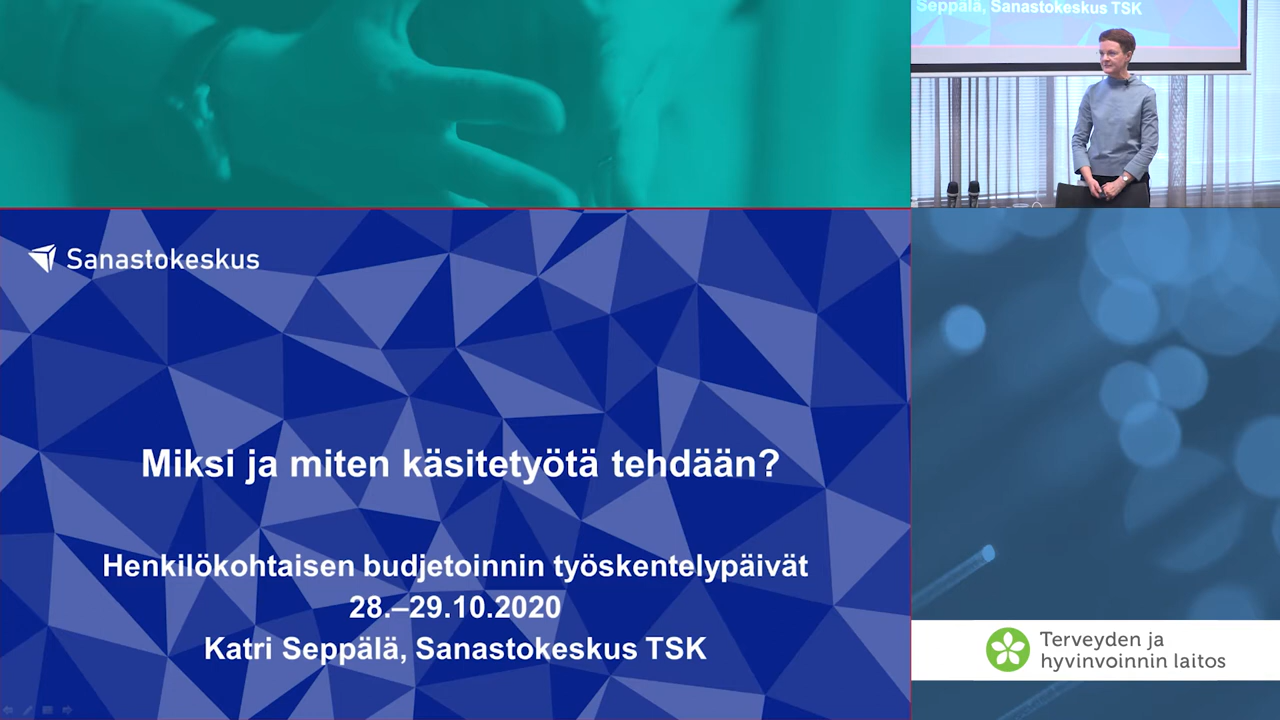 Seppälä, Sanastokeskus TSK
Sanastokeskus
Miksi ja miten käsitetyötä tehdään?
Henkilökohtaisen budjetoinnin työskentelypäivät
28.–29.10.2020
Katri Seppälä, Sanastokeskus TSK
Terveyden ja
hyvinvoinnin laitos